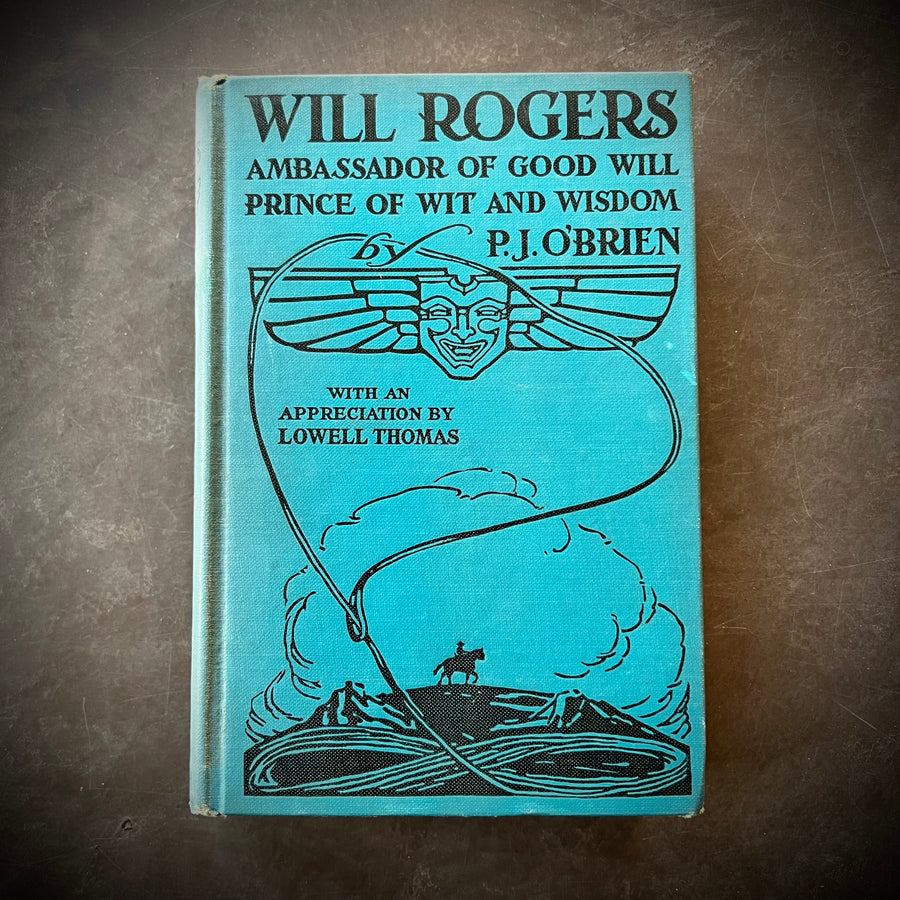 WILL ROGERS
AMBASSADOR OF GOOD WILL
PRINCE OF WIT AND WISDOM
by P.J. O'BRIEN
WITH AN
APPRECIATION BY
LOWELL THOMAS